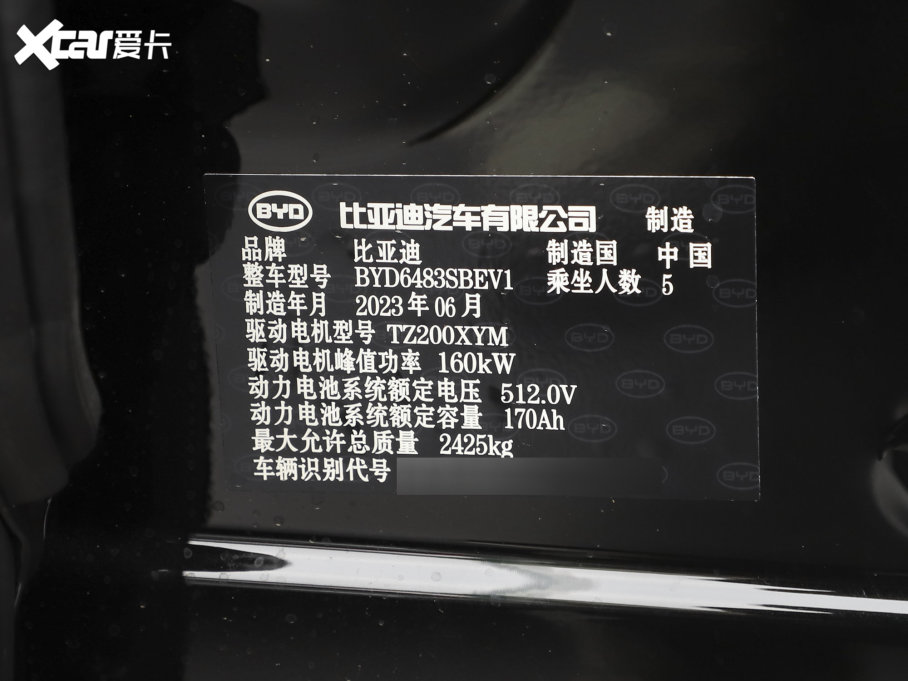 Xcar爱卡
BYD 比亚迪汽车有限公司 制造
品牌 比亚迪 制造国 中国
整车型号 BYD6483SBEV1 乘坐人数 5
制造年月 2023年06月
驱动电机型号 TZ200XYM
驱动电机峰值功率 160kW
动力电池系统额定电压 512.0V
动力电池系统额定容量 170Ah
最大允许总质量 2425kg
车辆识别代号